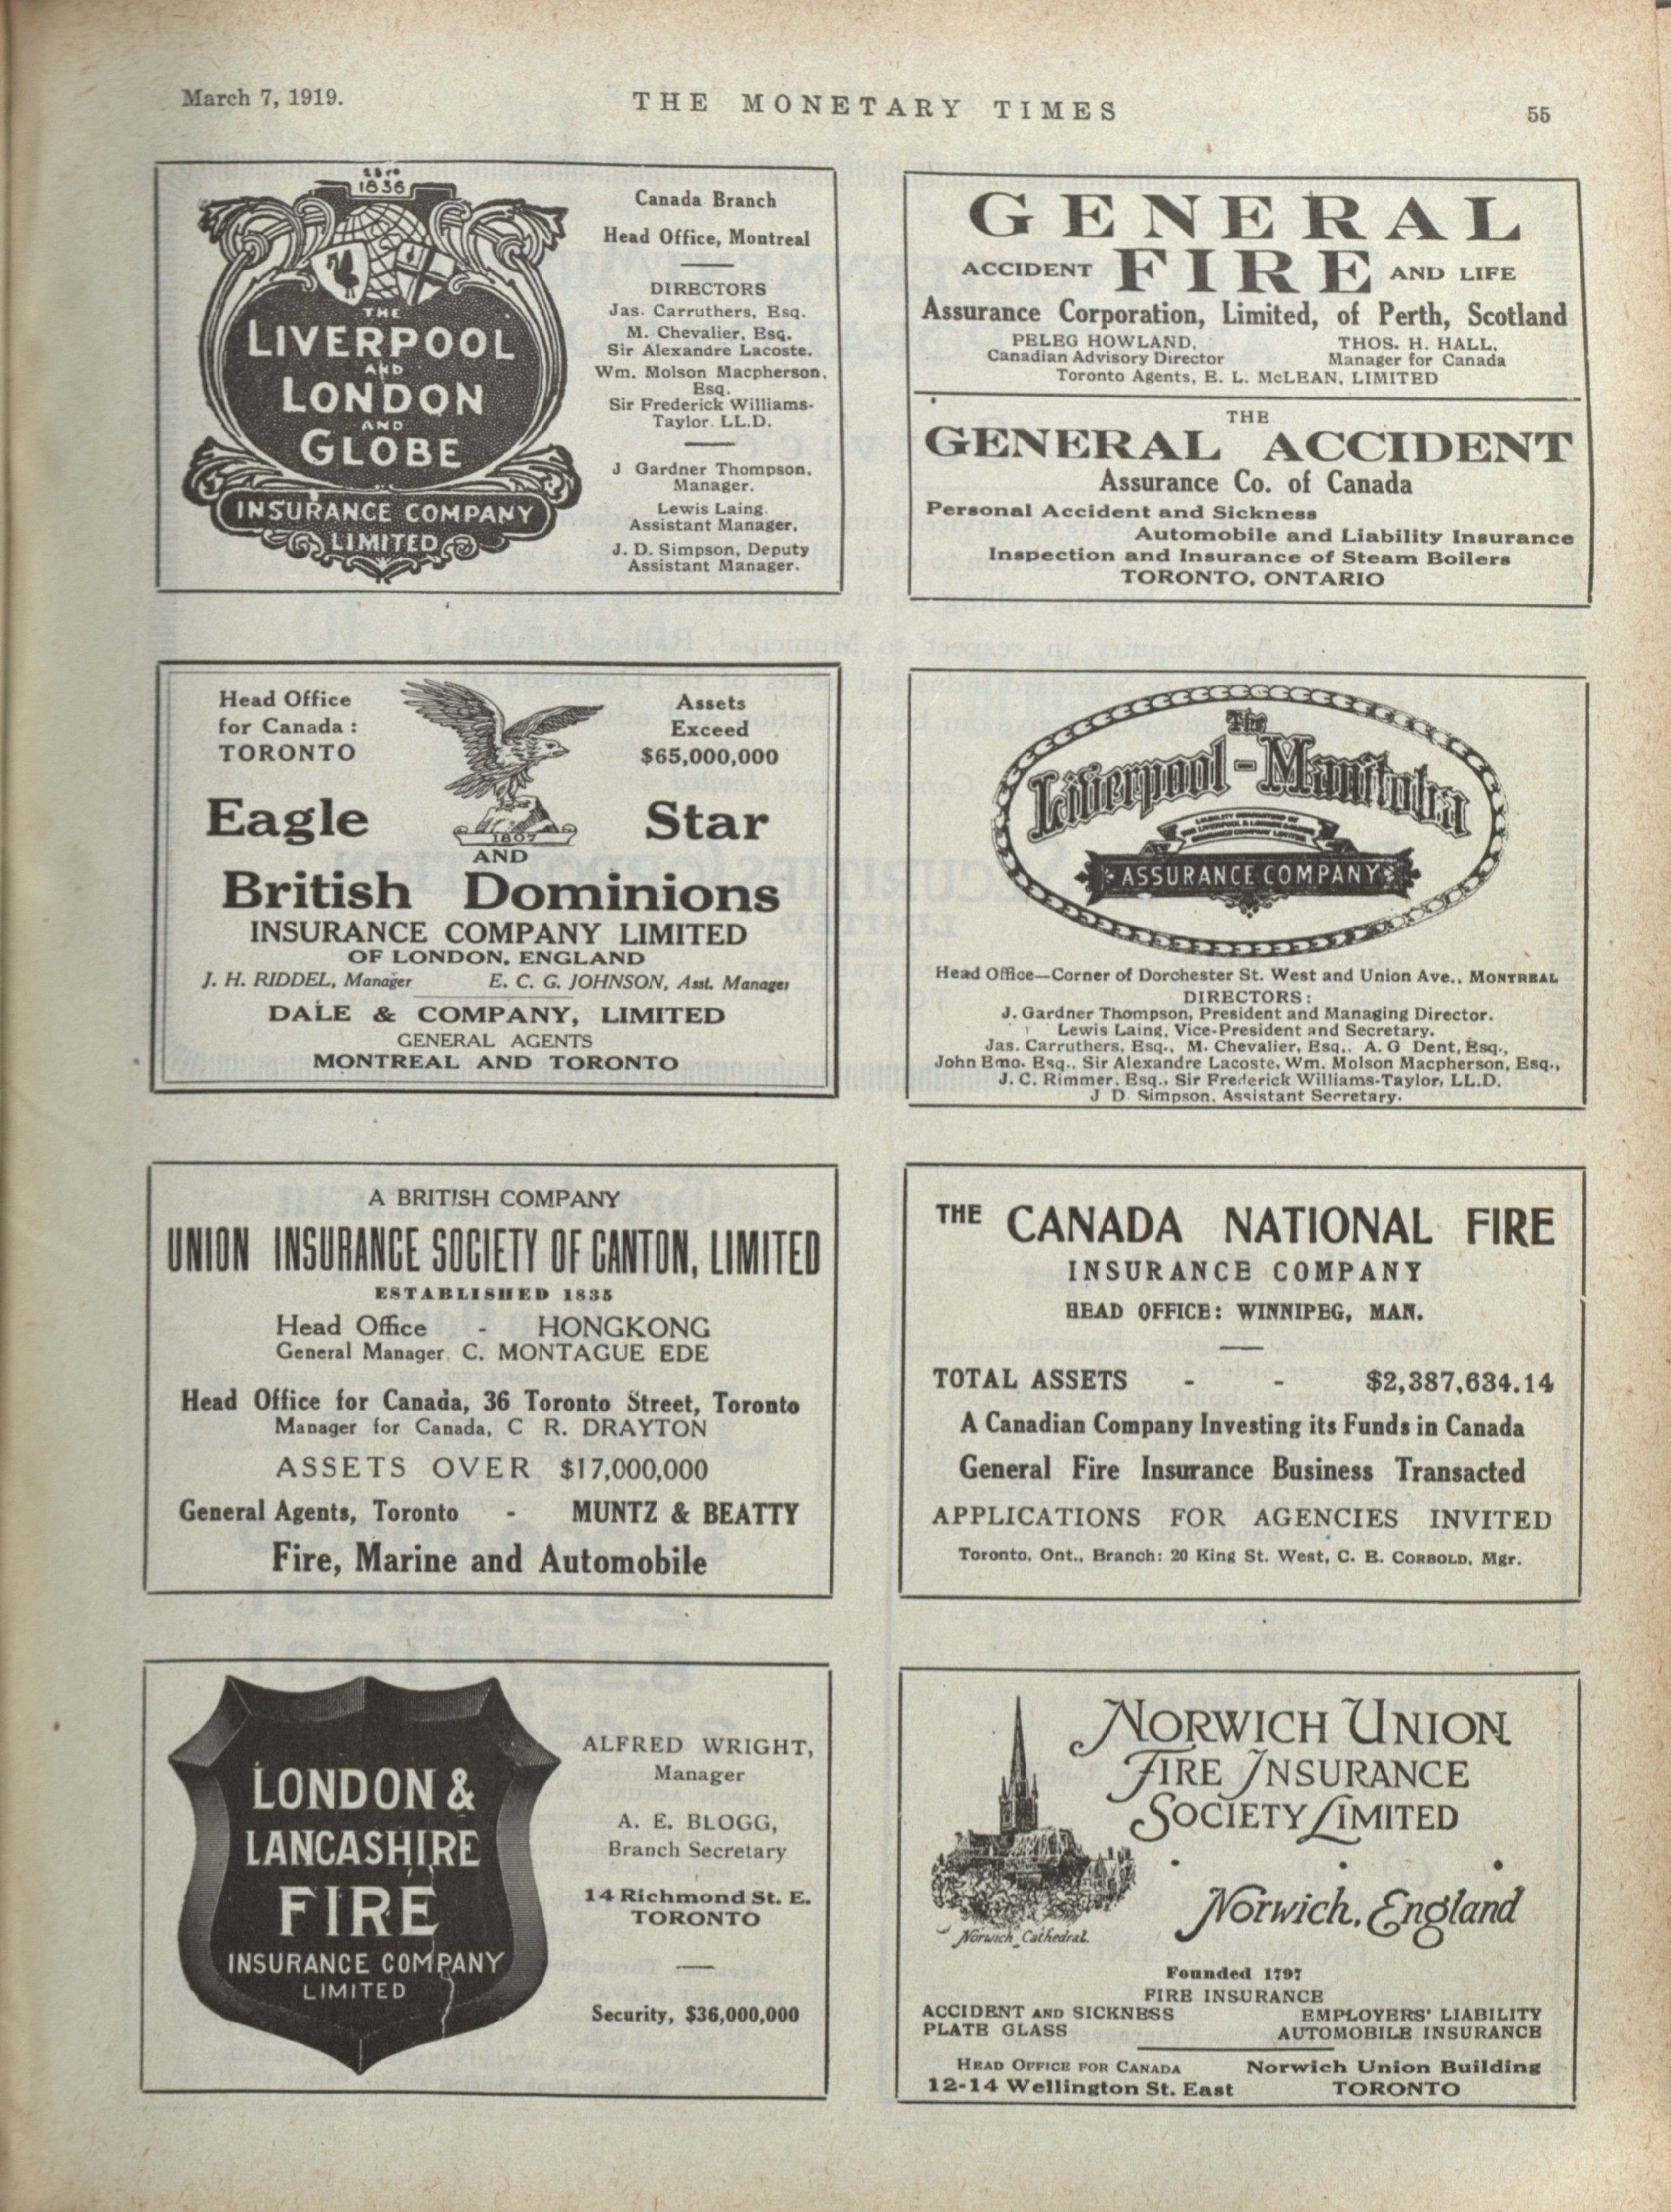 March 7, 1919.
THE MONETARY TIMES
55
1836
THE
LIVERPOOL
AND
LONDON
AND
GLOBE
INSURANCE COMPANY
LIMITED
Canada Branch
Head Office, Montreal
DIRECTORS
Jas. Carruthers, Esq.
M. Chevalier, Esq.
Sir Alexandre Lacoste.
Wm. Molson Macpherson,
Esq.
Sir Frederick Williams-
Taylor. LL.D.
J Gardner Thompson,
Manager.
Lewis Laing.
Assistant Manager,
J. D. Simpson, Deputy
Assistant Manager.
GENERAL
ACCIDENT FIRE AND LIFE
Assurance Corporation, Limited, of Perth, Scotland
PELEG HOWLAND, THOS. H. HALL,
Canadian Advisory Director Manager for Canada
Toronto Agents, E. L. McLEAN, LIMITED
THE
GENERAL ACCIDENT
Assurance Co. of Canada
Personal Accident and Sickness
Automobile and Liability Insurance
Inspection and Insurance of Steam Boilers
TORONTO, ONTARIO
Head Office
for Canada :
TORONTO
Assets
Exceed
$65,000,000
Eagle Star
1807
AND
British Dominions
INSURANCE COMPANY LIMITED
OF LONDON, ENGLAND
J. H. RIDDEL, Manager E. C. G. JOHNSON, Asst. Manager
DALE & COMPANY, LIMITED
GENERAL AGENTS
MONTREAL AND TORONTO
The
Liverpool-Manitoba
ASSURANCE COMPANY
Head Office—Corner of Dorchester St. West and Union Ave., MONTREAL
DIRECTORS:
J. Gardner Thompson, President and Managing Director.
Lewis Laing, Vice-President and Secretary.
Jas. Carruthers, Esq., M. Chevalier, Esq., A. G Dent, Esq.,
John Emo, Esq., Sir Alexandre Lacoste, Wm. Molson Macpherson, Esq.,
J. C. Rimmer, Esq., Sir Frederick Williams-Taylor, LL.D.
J D. Simpson, Assistant Secretary.
A BRITISH COMPANY
UNION INSURANCE SOCIETY OF CANTON, LIMITED
ESTABLISHED 1835
Head Office - HONGKONG
General Manager. C. MONTAGUE EDE
Head Office for Canada, 36 Toronto Street, Toronto
Manager for Canada, C R. DRAYTON
ASSETS OVER $17,000,000
General Agents, Toronto - MUNTZ & BEATTY
Fire, Marine and Automobile
THE CANADA NATIONAL FIRE
INSURANCE COMPANY
HEAD OFFICE: WINNIPEG, MAN.
TOTAL ASSETS - - $2,387,634.14
A Canadian Company Investing its Funds in Canada
General Fire Insurance Business Transacted
APPLICATIONS FOR AGENCIES INVITED
Toronto, Ont., Branch: 20 King St. West, C. B. CORBOLD, Mgr.
LONDON &
LANCASHIRE
FIRE
INSURANCE COMPANY
LIMITED
ALFRED WRIGHT,
Manager
A. E. BLOGG,
Branch Secretary
14 Richmond St. E.
TORONTO
Security, $36,000,000
NORWICH UNION
FIRE INSURANCE
SOCIETY LIMITED
Norwich, England
Norwich Cathedral.
Founded 1797
FIRE INSURANCE
ACCIDENT AND SICKNESS EMPLOYERS' LIABILITY
PLATE GLASS AUTOMOBILE INSURANCE
HEAD OFFICE FOR CANADA Norwich Union Building
12-14 Wellington St. East TORONTO